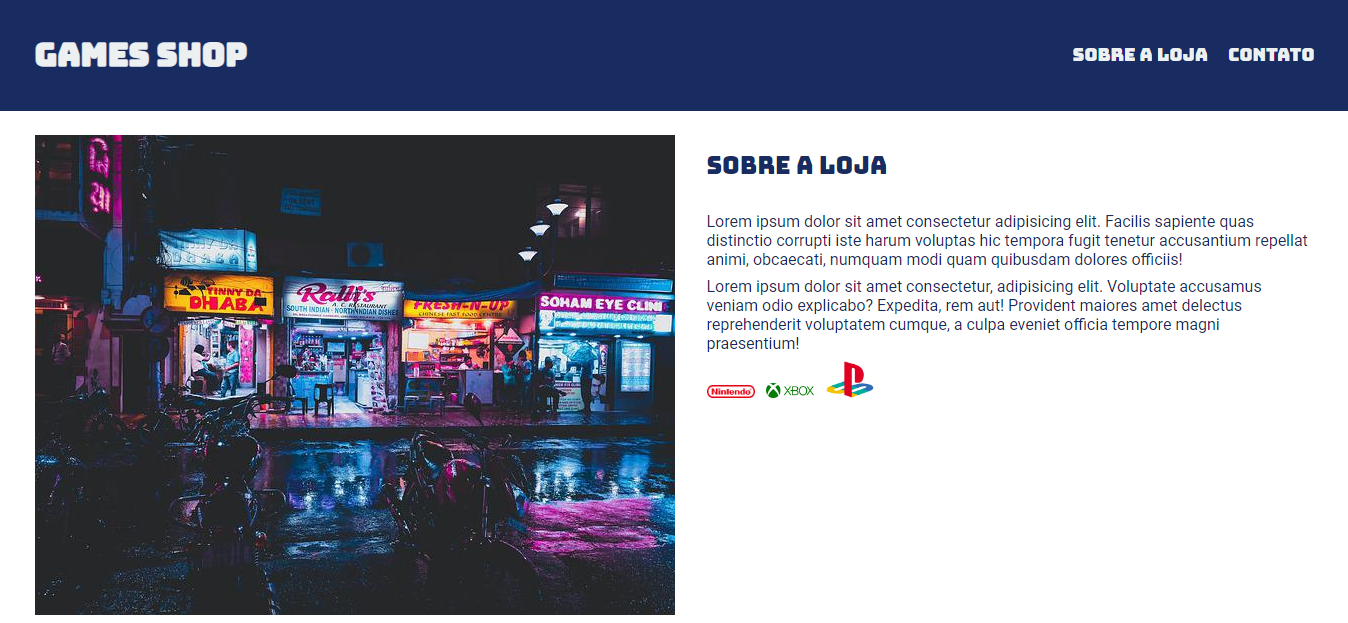 GAMES SHOP
SOBRE A LOJA CONTATO
SOBRE A LOJA
Lorem ipsum dolor sit amet consectetur adipisicing elit. Facilis sapiente quas
distinctio corrupti iste harum voluptas hic tempora fugit tenetur accusantium repellat
animi, obcaecati, numquam modi quam quibusdam dolores officiis!
Lorem ipsum dolor sit amet consectetur, adipisicing elit. Voluptate accusamus
veniam odio explicabo? Expedita, rem aut! Provident maiores amet delectus
reprehenderit voluptatem cumque, a culpa eveniet officia tempore magni
praesentium!
Nintendo XBOX
TINNY DA
DHABA
Ralli's
A. C. RESTAURANT
SOUTH INDIAN · NORTH INDIAN DISHES
FRESH-N-UP
CHINESE FAST FOOD CENTRE
SOHAM EYE CLINI